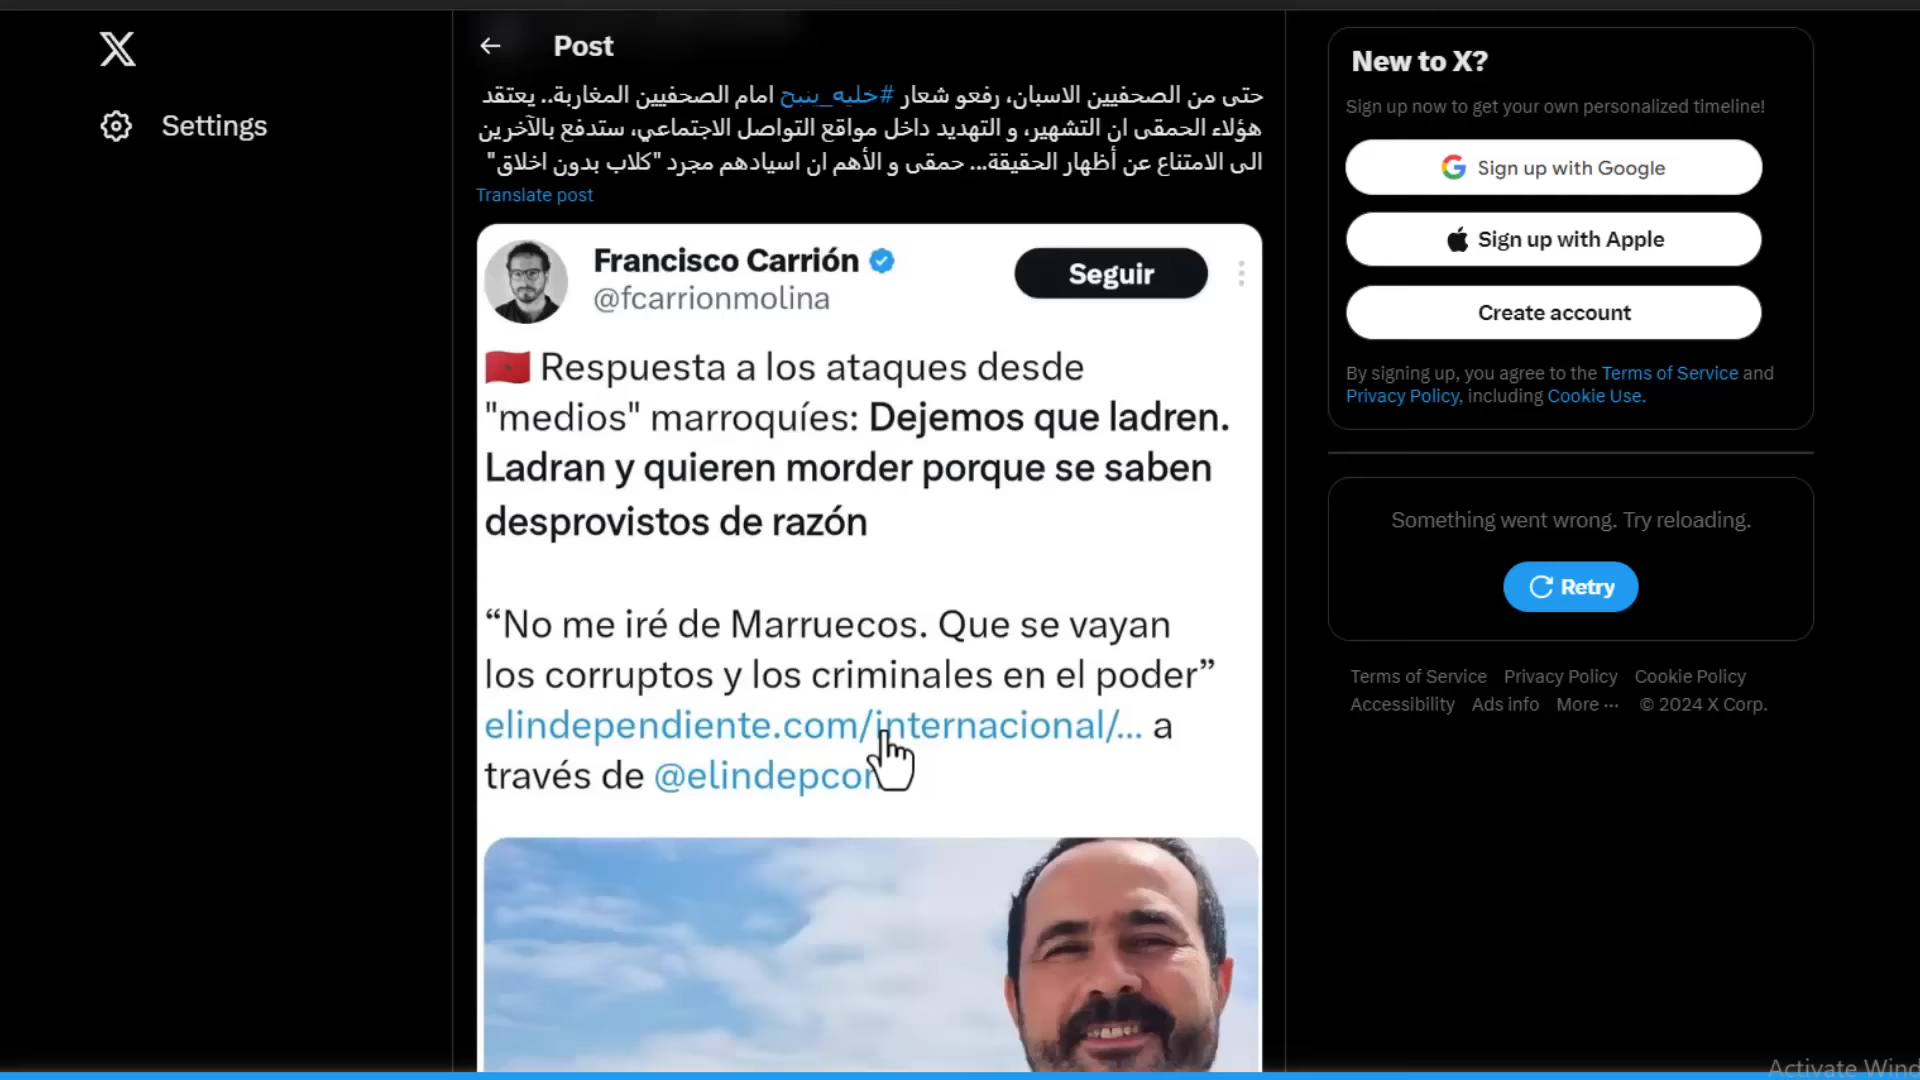 Post
Settings
حتى من الصحفيين الاسبان، رفعو شعار #خليه_ينبح امام الصحفيين المغاربة.. يعتقد
هؤلاء الحمقى ان التشهير، و التهديد داخل مواقع التواصل الاجتماعي، ستدفع بالآخرين
الى الامتناع عن أظهار الحقيقة... حمقى و الأهم ان اسيادهم مجرد "كلاب بدون اخلاق"
Translate post
Francisco Carrión
@fcarrionmolina
Seguir
Respuesta a los ataques desde
"medios" marroquíes: Dejemos que ladren.
Ladran y quieren morder porque se saben
desprovistos de razón
“No me iré de Marruecos. Que se vayan
los corruptos y los criminales en el poder”
elindependiente.com/internacional/... a
través de
New to X?
Sign up now to get your own personalized timeline!
Sign up with Google
Sign up with Apple
Create account
By signing up, you agree to the Terms of Service and
Privacy Policy, including Cookie Use.
Something went wrong. Try reloading.
Retry
Terms of Service Privacy Policy Cookie Policy
Accessibility Ads info More ... © 2024 X Corp.
Activate